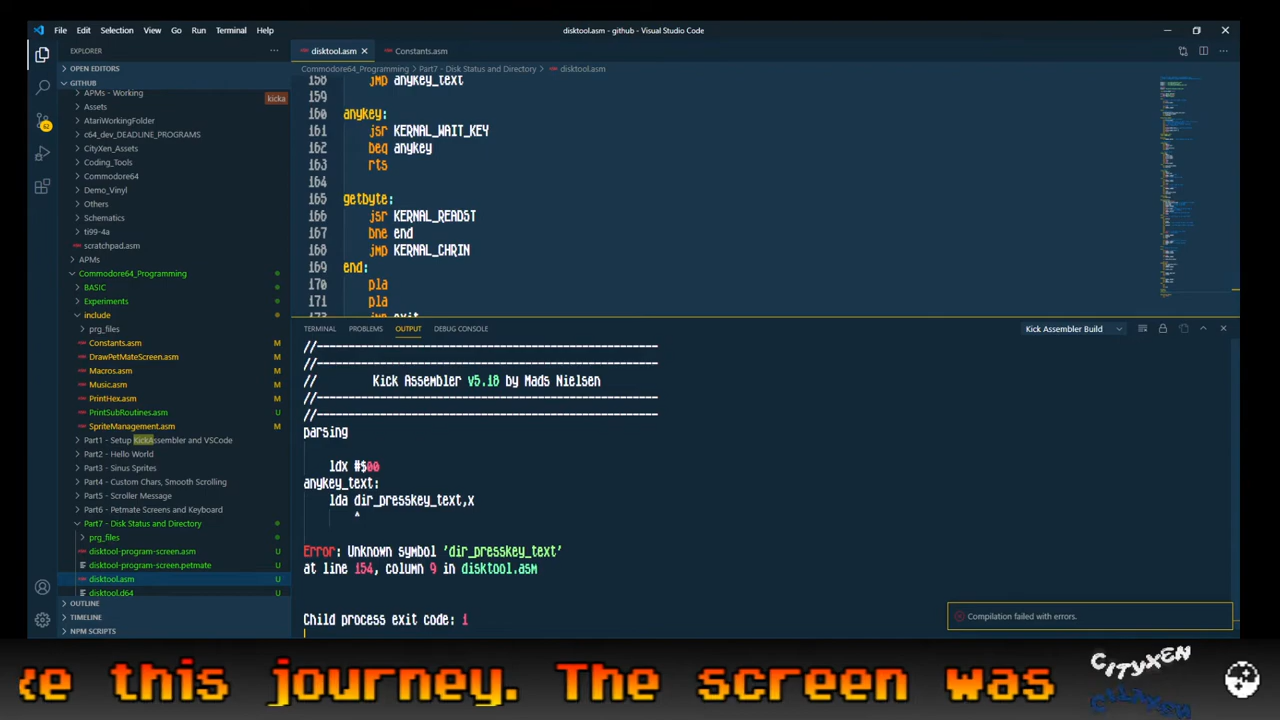 File Edit Selection View Go Run Terminal Help
disktool.asm - github - Visual Studio Code
EXPLORER
OPEN EDITORS
GITHUB
APMs - Working
kicka
Assets
AtariWorkingFolder
c64_dev_DEADLINE_PROGRAMS
CityXen_Assets
62
Coding_Tools
Commodore64
Demo_Vinyl
Others
Schematics
ti99-4a
scratchpad.asm
APMs
Commodore64_Programming
BASIC
Experiments
include
prg_files
Constants.asm M
DrawPetMateScreen.asm M
Macros.asm M
Music.asm M
PrintHex.asm M
PrintSubRoutines.asm U
SpriteManagement.asm M
Part1 - Setup KickAssembler and VSCode
Part2 - Hello World
Part3 - Sinus Sprites
Part4 - Custom Chars, Smooth Scrolling
Part5 - Scroller Message
Part6 - Petmate Screens and Keyboard
Part7 - Disk Status and Directory
prg_files
disktool-program-screen.asm U
disktool-program-screen.petmate U
disktool.asm U
disktool.d64 U
OUTLINE
TIMELINE
NPM SCRIPTS
disktool.asm Constants.asm
Commodore64_Programming > Part7 - Disk Status and Directory > disktool.asm
158 jmp anykey_text
159
160 anykey:
161 jsr KERNAL_WAIT_KEY
162 beq anykey
163 rts
164
165 getbyte:
166 jsr KERNAL_READST
167 bne end
168 jmp KERNAL_CHRIN
169 end:
170 pla
171 pla
172 jmp exit
TERMINAL PROBLEMS OUTPUT DEBUG CONSOLE
Kick Assembler Build
//------------------------------------------------------
//------------------------------------------------------
// Kick Assembler v5.18 by Mads Nielsen
//------------------------------------------------------
//------------------------------------------------------
parsing
ldx #$00
anykey_text:
lda dir_presskey_text,x
^
Error: Unknown symbol 'dir_presskey_text'
at line 154, column 9 in disktool.asm
Child process exit code: 1
Compilation failed with errors.
ke this journey. The screen was
CITYXEN